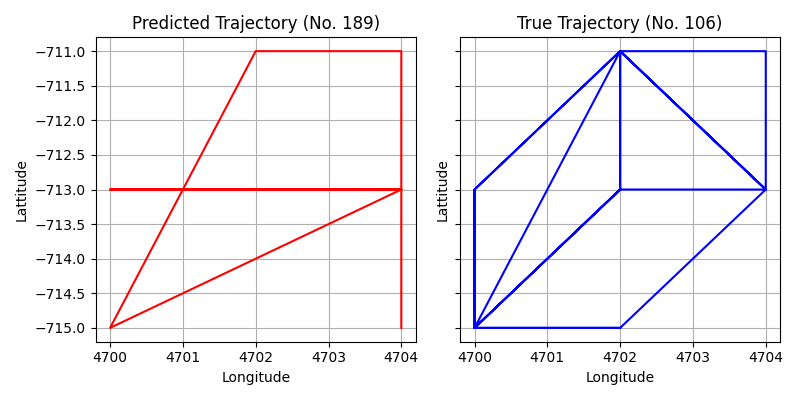 Predicted Trajectory (No. 189)
True Trajectory (No. 106)
Lattitude
−711.0
−711.5
−712.0
−712.5
−713.0
−713.5
−714.0
−714.5
−715.0
4700 4701 4702 4703 4704
Longitude
Lattitude
4700 4701 4702 4703 4704
Longitude